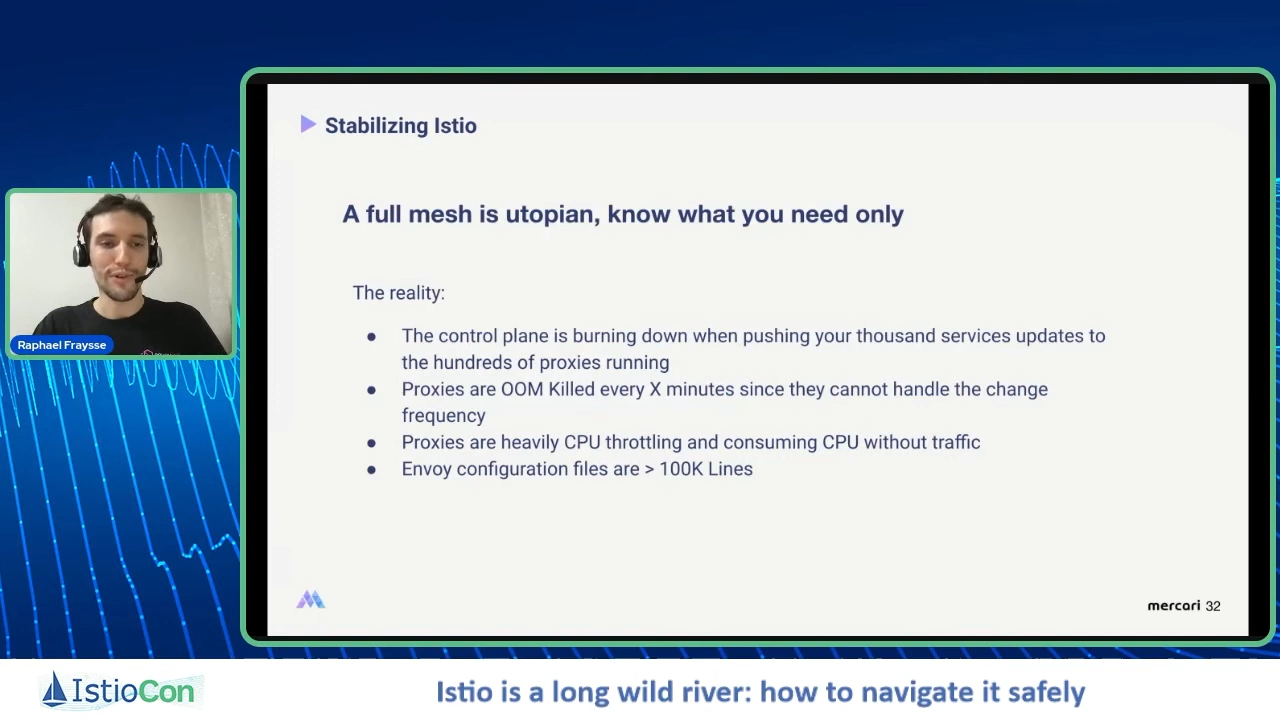 Stabilizing Istio
A full mesh is utopian, know what you need only
The reality:
● The control plane is burning down when pushing your thousand services updates to
the hundreds of proxies running
● Proxies are OOM Killed every X minutes since they cannot handle the change
frequency
● Proxies are heavily CPU throttling and consuming CPU without traffic
● Envoy configuration files are > 100K Lines
Raphael Fraysse
mercari 32
IstioCon
Istio is a long wild river: how to navigate it safely